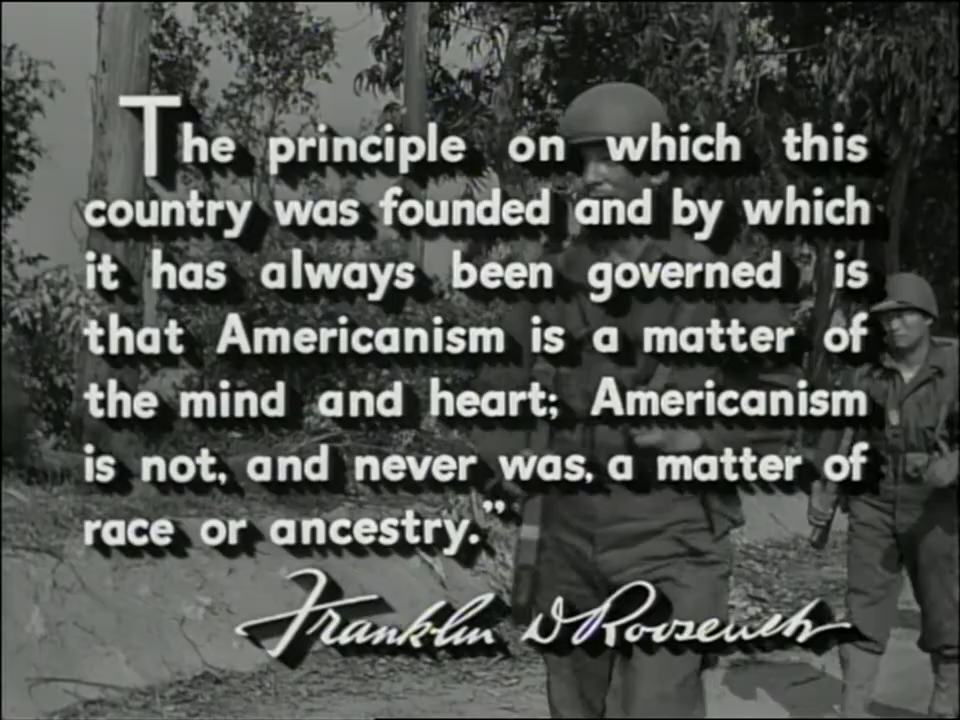 The principle on which this
country was founded and by which
it has always been governed is
that Americanism is a matter of
the mind and heart; Americanism
is not, and never was, a matter of
race or ancestry.”
Franklin D Roosevelt